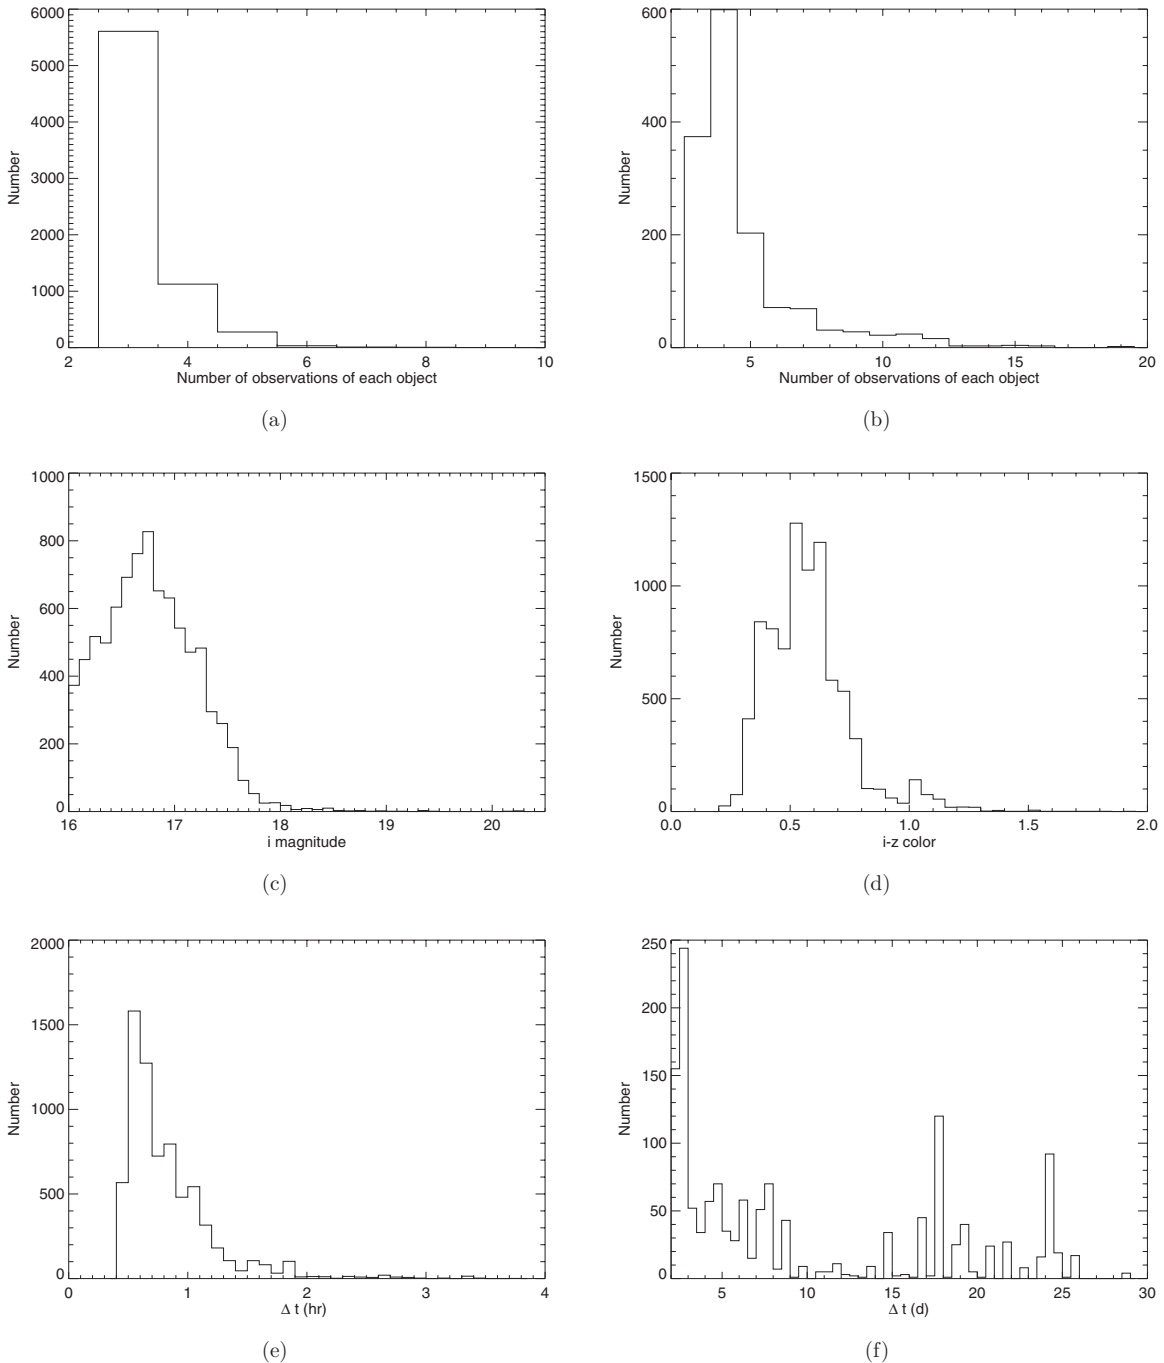 6000
5000
4000
3000
2000
1000
0
Number
2 4 6 8 10
Number of observations of each object
(a)
600
400
200
0
Number
5 10 15 20
Number of observations of each object
(b)
1000
800
600
400
200
0
Number
16 17 18 19 20
i magnitude
(c)
1500
1000
500
0
Number
0.0 0.5 1.0 1.5 2.0
i-z color
(d)
2000
1500
1000
500
0
Number
0 1 2 3 4
Δ t (hr)
(e)
250
200
150
100
50
0
Number
5 10 15 20 25 30
Δ t (d)
(f)